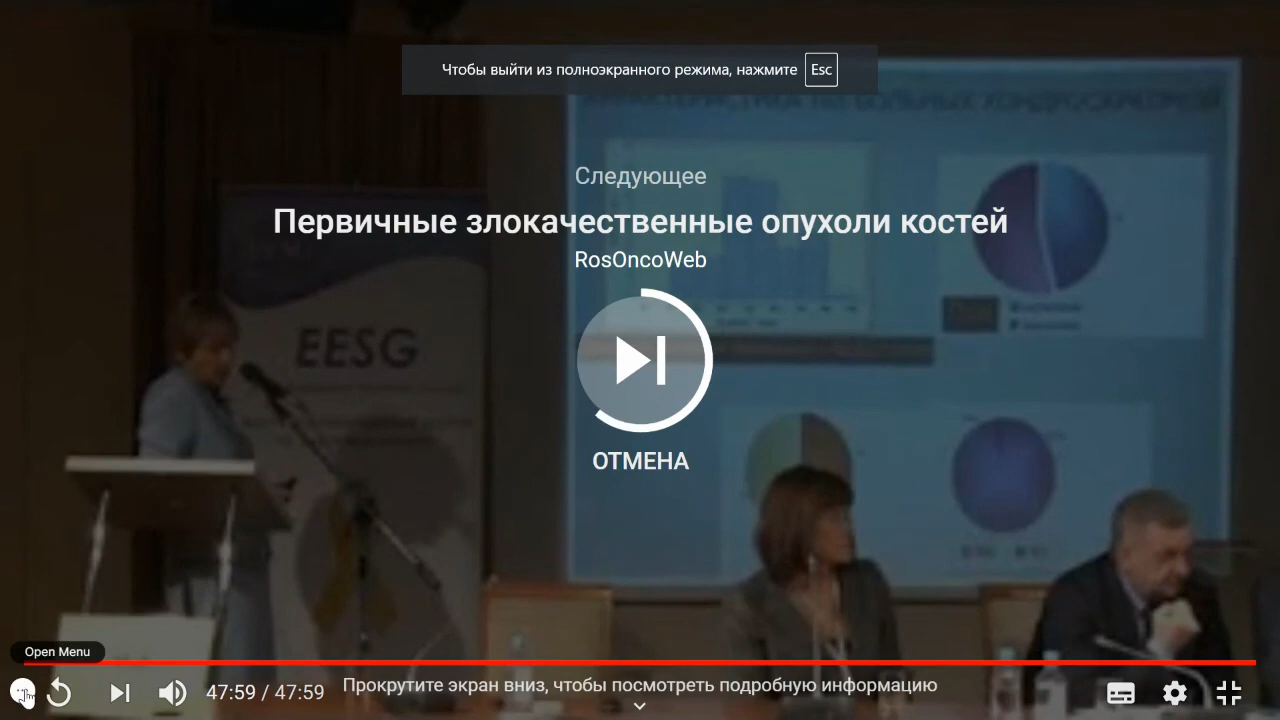 Чтобы выйти из полноэкранного режима, нажмите Esc
Следующее
Первичные злокачественные опухоли костей
RosOncoWeb
EESG
ОТМЕНА
Open Menu
47:59 / 47:59
Прокрутите экран вниз, чтобы посмотреть подробную информацию